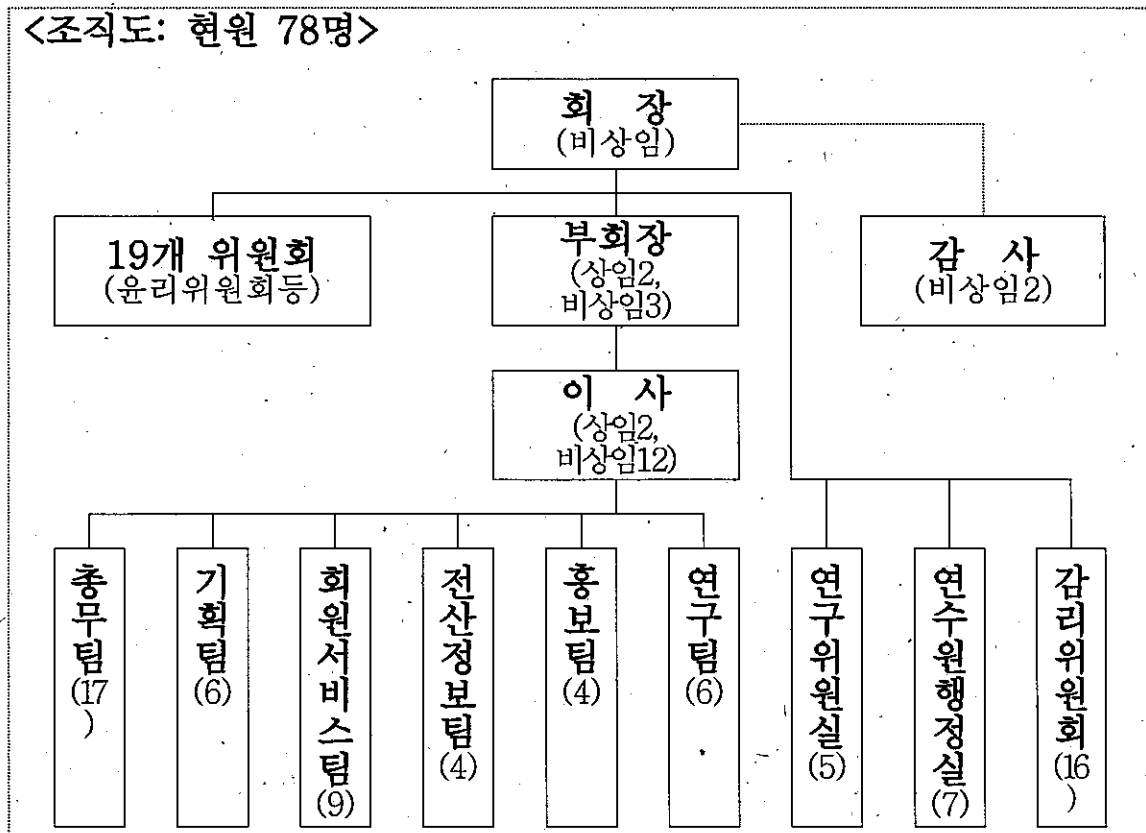 <조직도: 현원 78명>
회 장
(비상임)
19개 위원회
(윤리위원회등)
부회장
(상임2,
비상임3)
감 사
(비상임2)
이 사
(상임2,
비상임12)
총무팀(17)
기획팀(6)
회원서비스팀(9)
전산정보팀(4)
홍보팀(4)
연구팀(6)
연구위원실(5)
연수원행정실(7)
감리위원회(16)